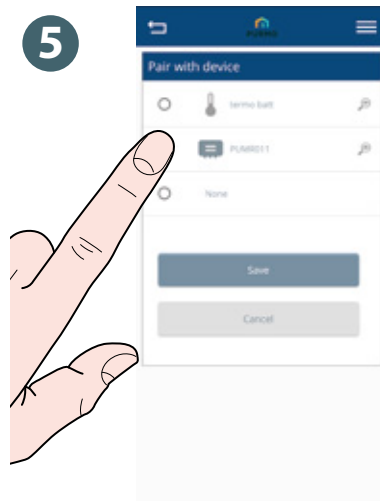 5
Pair with device
termo batt
PUMR011
None
Save
Cancel